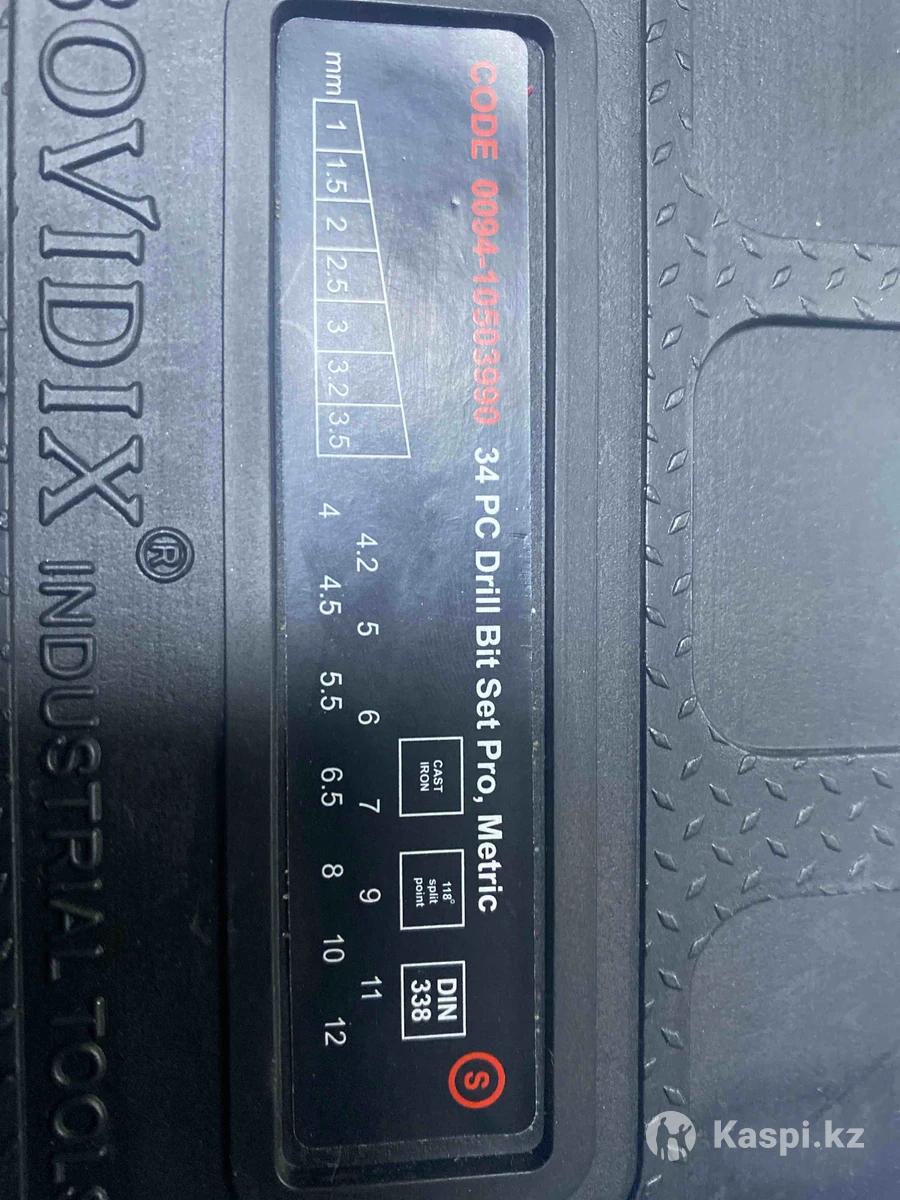 CODE 0094-10503990 34 PC Drill Bit Set Pro, Metric
CAST IRON
118° split point
DIN 338
S
mm 1 1.5 2 2.5 3 3.2 3.5
4.2 5 6 7 9 11
4 4.5 5.5 6.5 8 10 12
BOVIDIX® INDUSTRIAL TOOLS
Kaspi.kz